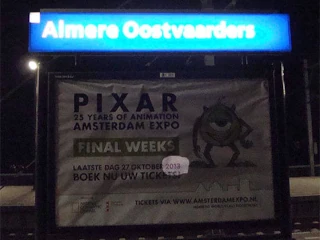 Almere Oostvaarders
PIXAR
25 YEARS OF ANIMATION
AMSTERDAM EXPO
FINAL WEEKS
LAATSTE DAG 27 OKTOBER 2013
BOEK NU UW TICKETS!
TICKETS VIA WWW.AMSTERDAMEXPO.NL